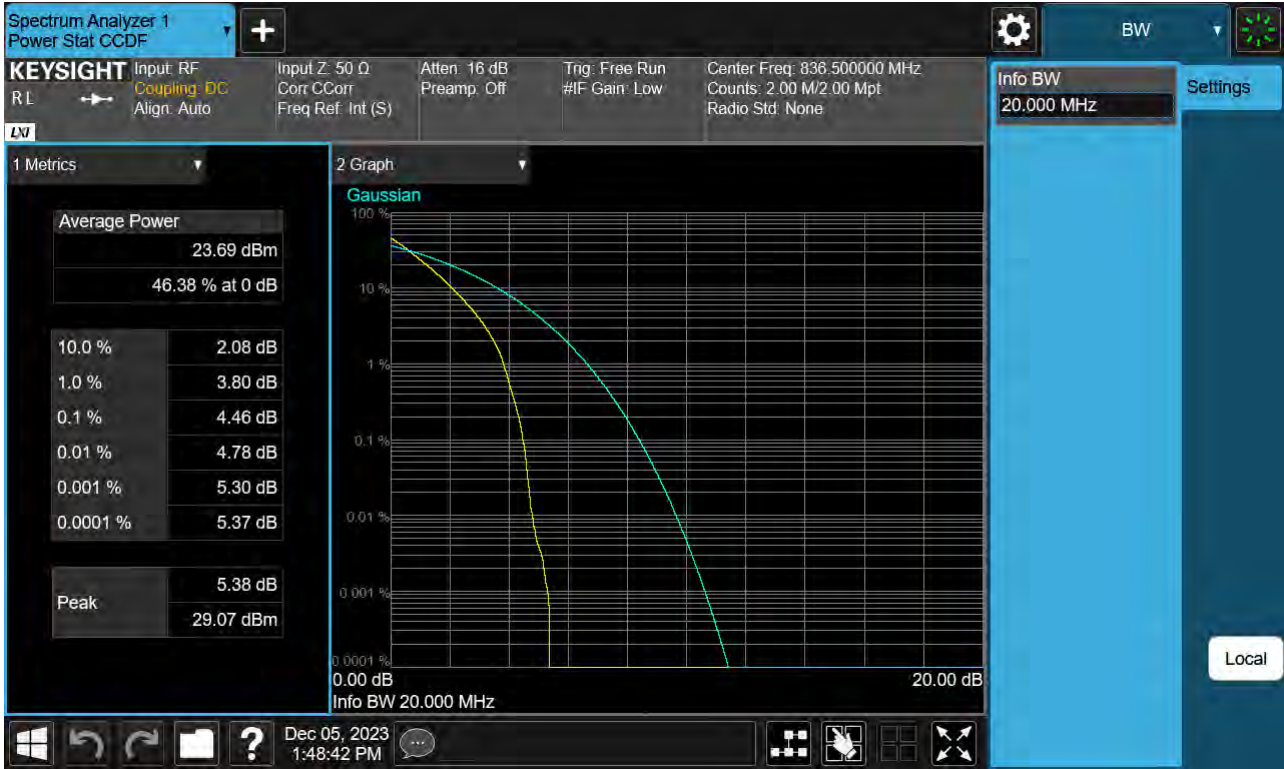 Spectrum Analyzer 1
Power Stat CCDF
BW
KEYSIGHT
R L
LXI
Input: RF
Coupling: DC
Align: Auto
Input Z: 50 Ω
Corr CCorr
Freq Ref: Int (S)
Atten: 16 dB
Preamp: Off
Trig: Free Run
#IF Gain: Low
Center Freq: 836.500000 MHz
Counts: 2.00 M/2.00 Mpt
Radio Std: None
Info BW
20.000 MHz
Settings
1 Metrics
Average Power
23.69 dBm
46.38 % at 0 dB
10.0 % 2.08 dB
1.0 % 3.80 dB
0.1 % 4.46 dB
0.01 % 4.78 dB
0.001 % 5.30 dB
0.0001 % 5.37 dB
Peak
5.38 dB
29.07 dBm
2 Graph
Gaussian
100 %
10 %
1 %
0.1 %
0.01 %
0.001 %
0.0001 %
0.00 dB 20.00 dB
Info BW 20.000 MHz
Local
Dec 05, 2023
1:48:42 PM